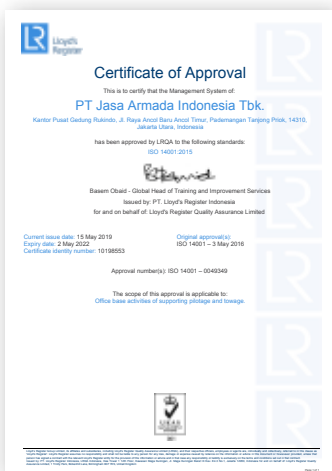 LR
Lloyd's
Register
Certificate of Approval
This is to certify that the Management System of:
PT Jasa Armada Indonesia Tbk.
Kantor Pusat Gedung Rukindo, Jl. Raya Ancol Baru Ancol Timur, Pademangan Tanjong Priok, 14310,
Jakarta Utara, Indonesia
has been approved by LRQA to the following standards:
ISO 14001:2015
Basem Obaid - Global Head of Training and Improvement Services
Issued by: PT. Lloyd's Register Indonesia
for and on behalf of: Lloyd's Register Quality Assurance Limited
Current issue date: 15 May 2019
Expiry date: 2 May 2022
Certificate identity number: 10198553
Original approval(s):
ISO 14001 – 3 May 2016
Approval number(s): ISO 14001 – 0049349
The scope of this approval is applicable to:
Office base activities of supporting pilotage and towage.
UKAS
001